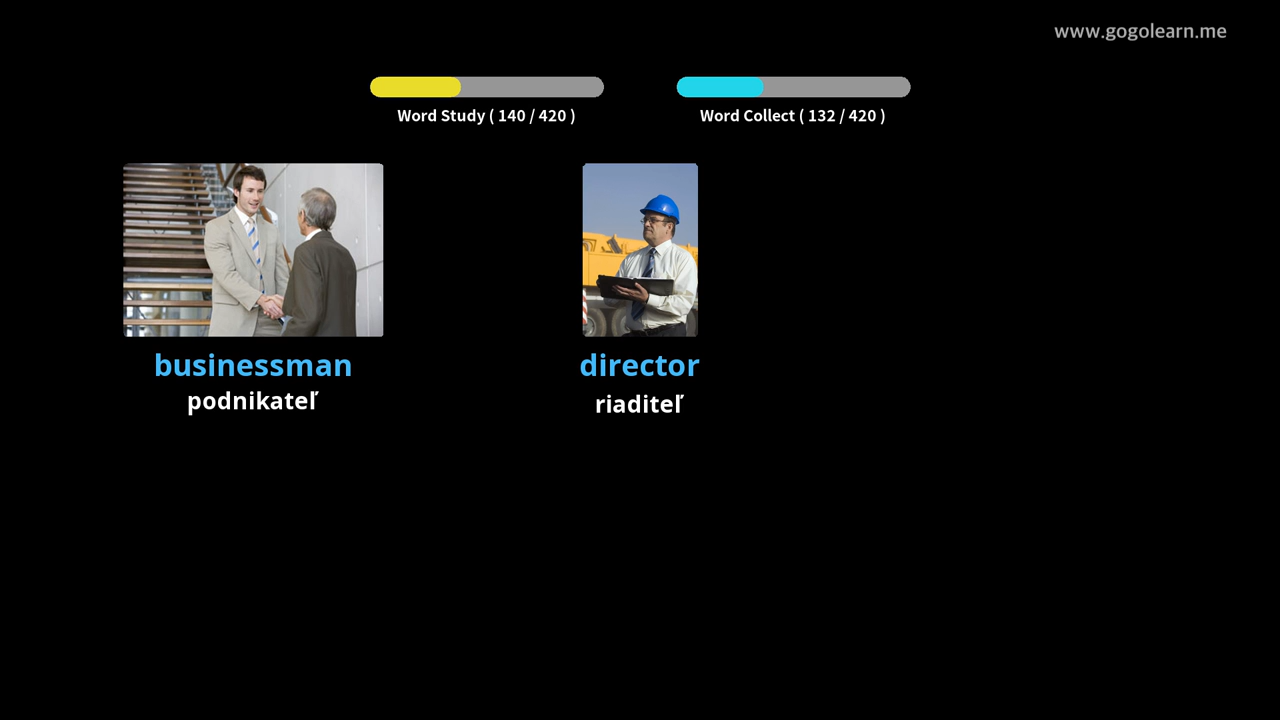 www.gogolearn.me
Word Study ( 140 / 420 )
Word Collect ( 132 / 420 )
businessman
podnikateľ
director
riaditeľ